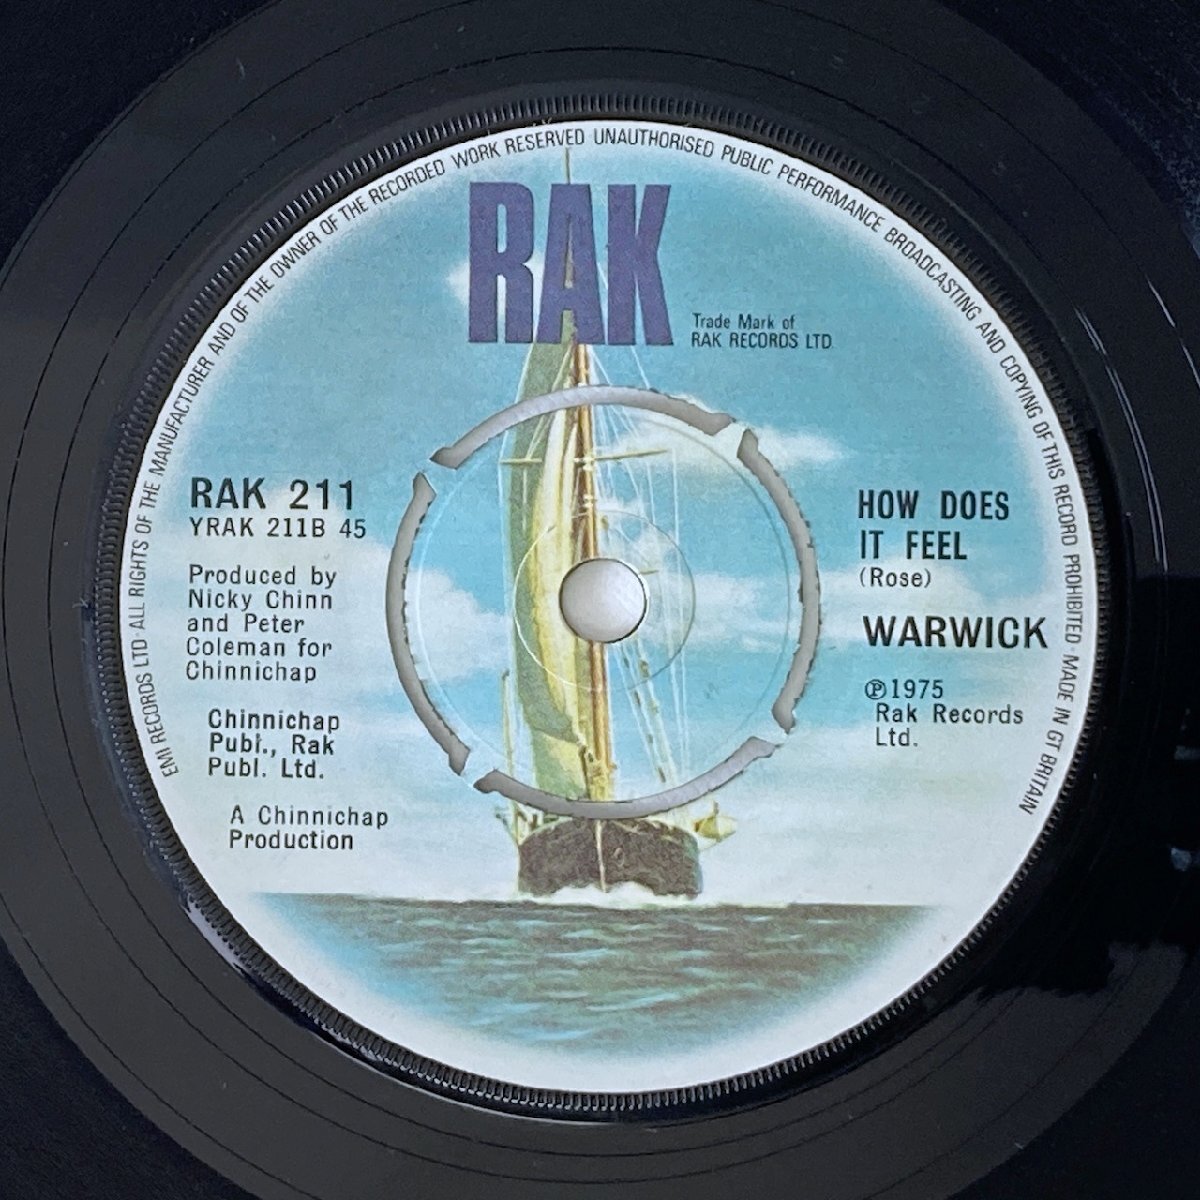 EMI RECORDS LTD · ALL RIGHTS OF THE MANUFACTURER AND OF THE OWNER OF THE RECORDED WORK RESERVED UNAUTHORISED PUBLIC PERFORMANCE BROADCASTING AND COPYING OF THIS RECORD PROHIBITED · MADE IN GT BRITAIN
RAK
Trade Mark of
RAK RECORDS LTD
RAK 211
YRAK 211B 45
Produced by
Nicky Chinn
and Peter
Coleman for
Chinnichap
Chinnichap
Publ., Rak
Publ. Ltd.
A Chinnichap
Production
HOW DOES
IT FEEL
(Rose)
WARWICK
℗1975
Rak Records
Ltd.